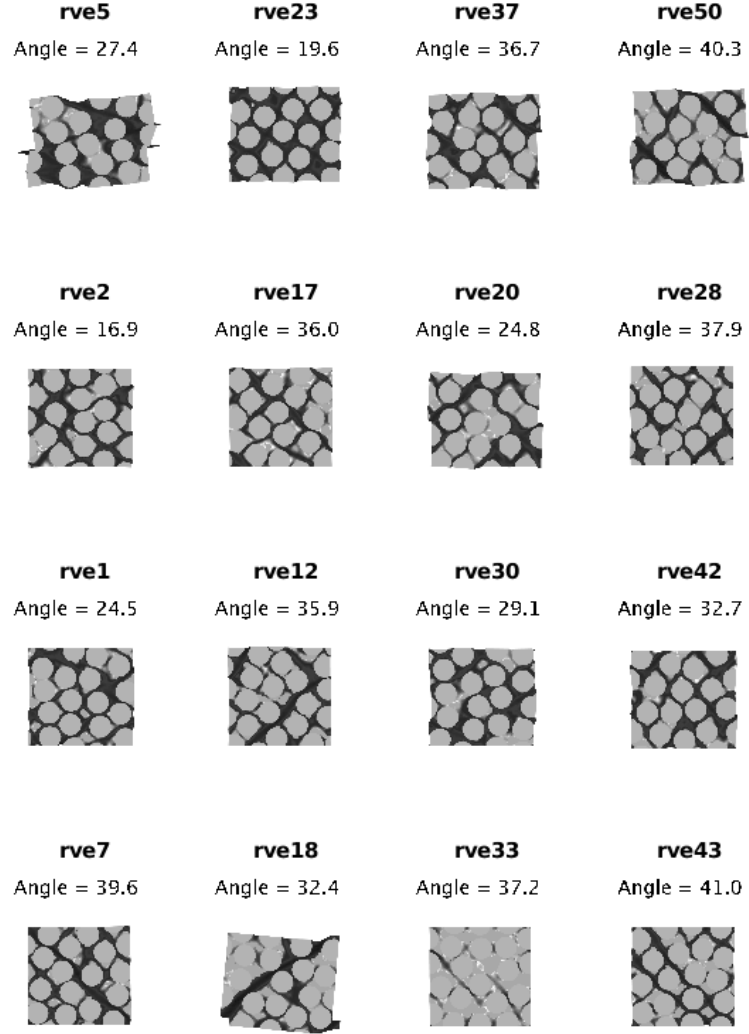 rve5 rve23 rve37 rve50
Angle = 27.4 Angle = 19.6 Angle = 36.7 Angle = 40.3
rve2 rve17 rve20 rve28
Angle = 16.9 Angle = 36.0 Angle = 24.8 Angle = 37.9
rve1 rve12 rve30 rve42
Angle = 24.5 Angle = 35.9 Angle = 29.1 Angle = 32.7
rve7 rve18 rve33 rve43
Angle = 39.6 Angle = 32.4 Angle = 37.2 Angle = 41.0